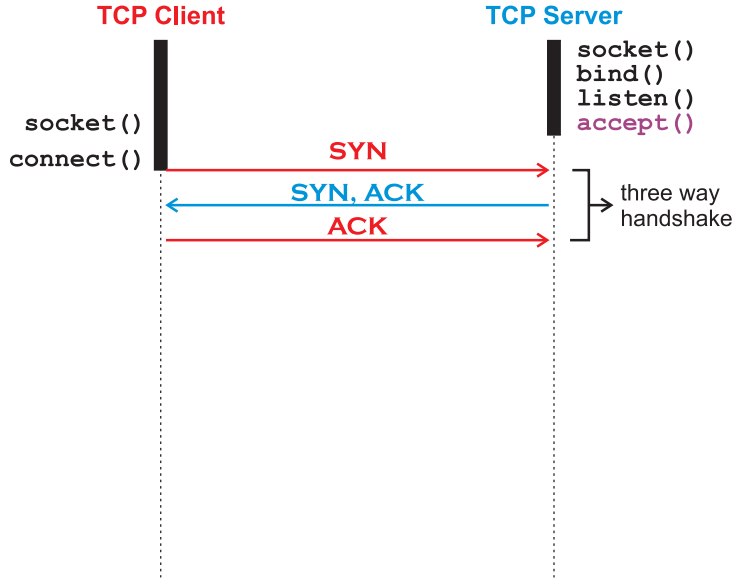 TCP Client
TCP Server
socket()
bind()
listen()
accept()
socket()
connect()
SYN
SYN, ACK
ACK
three way
handshake